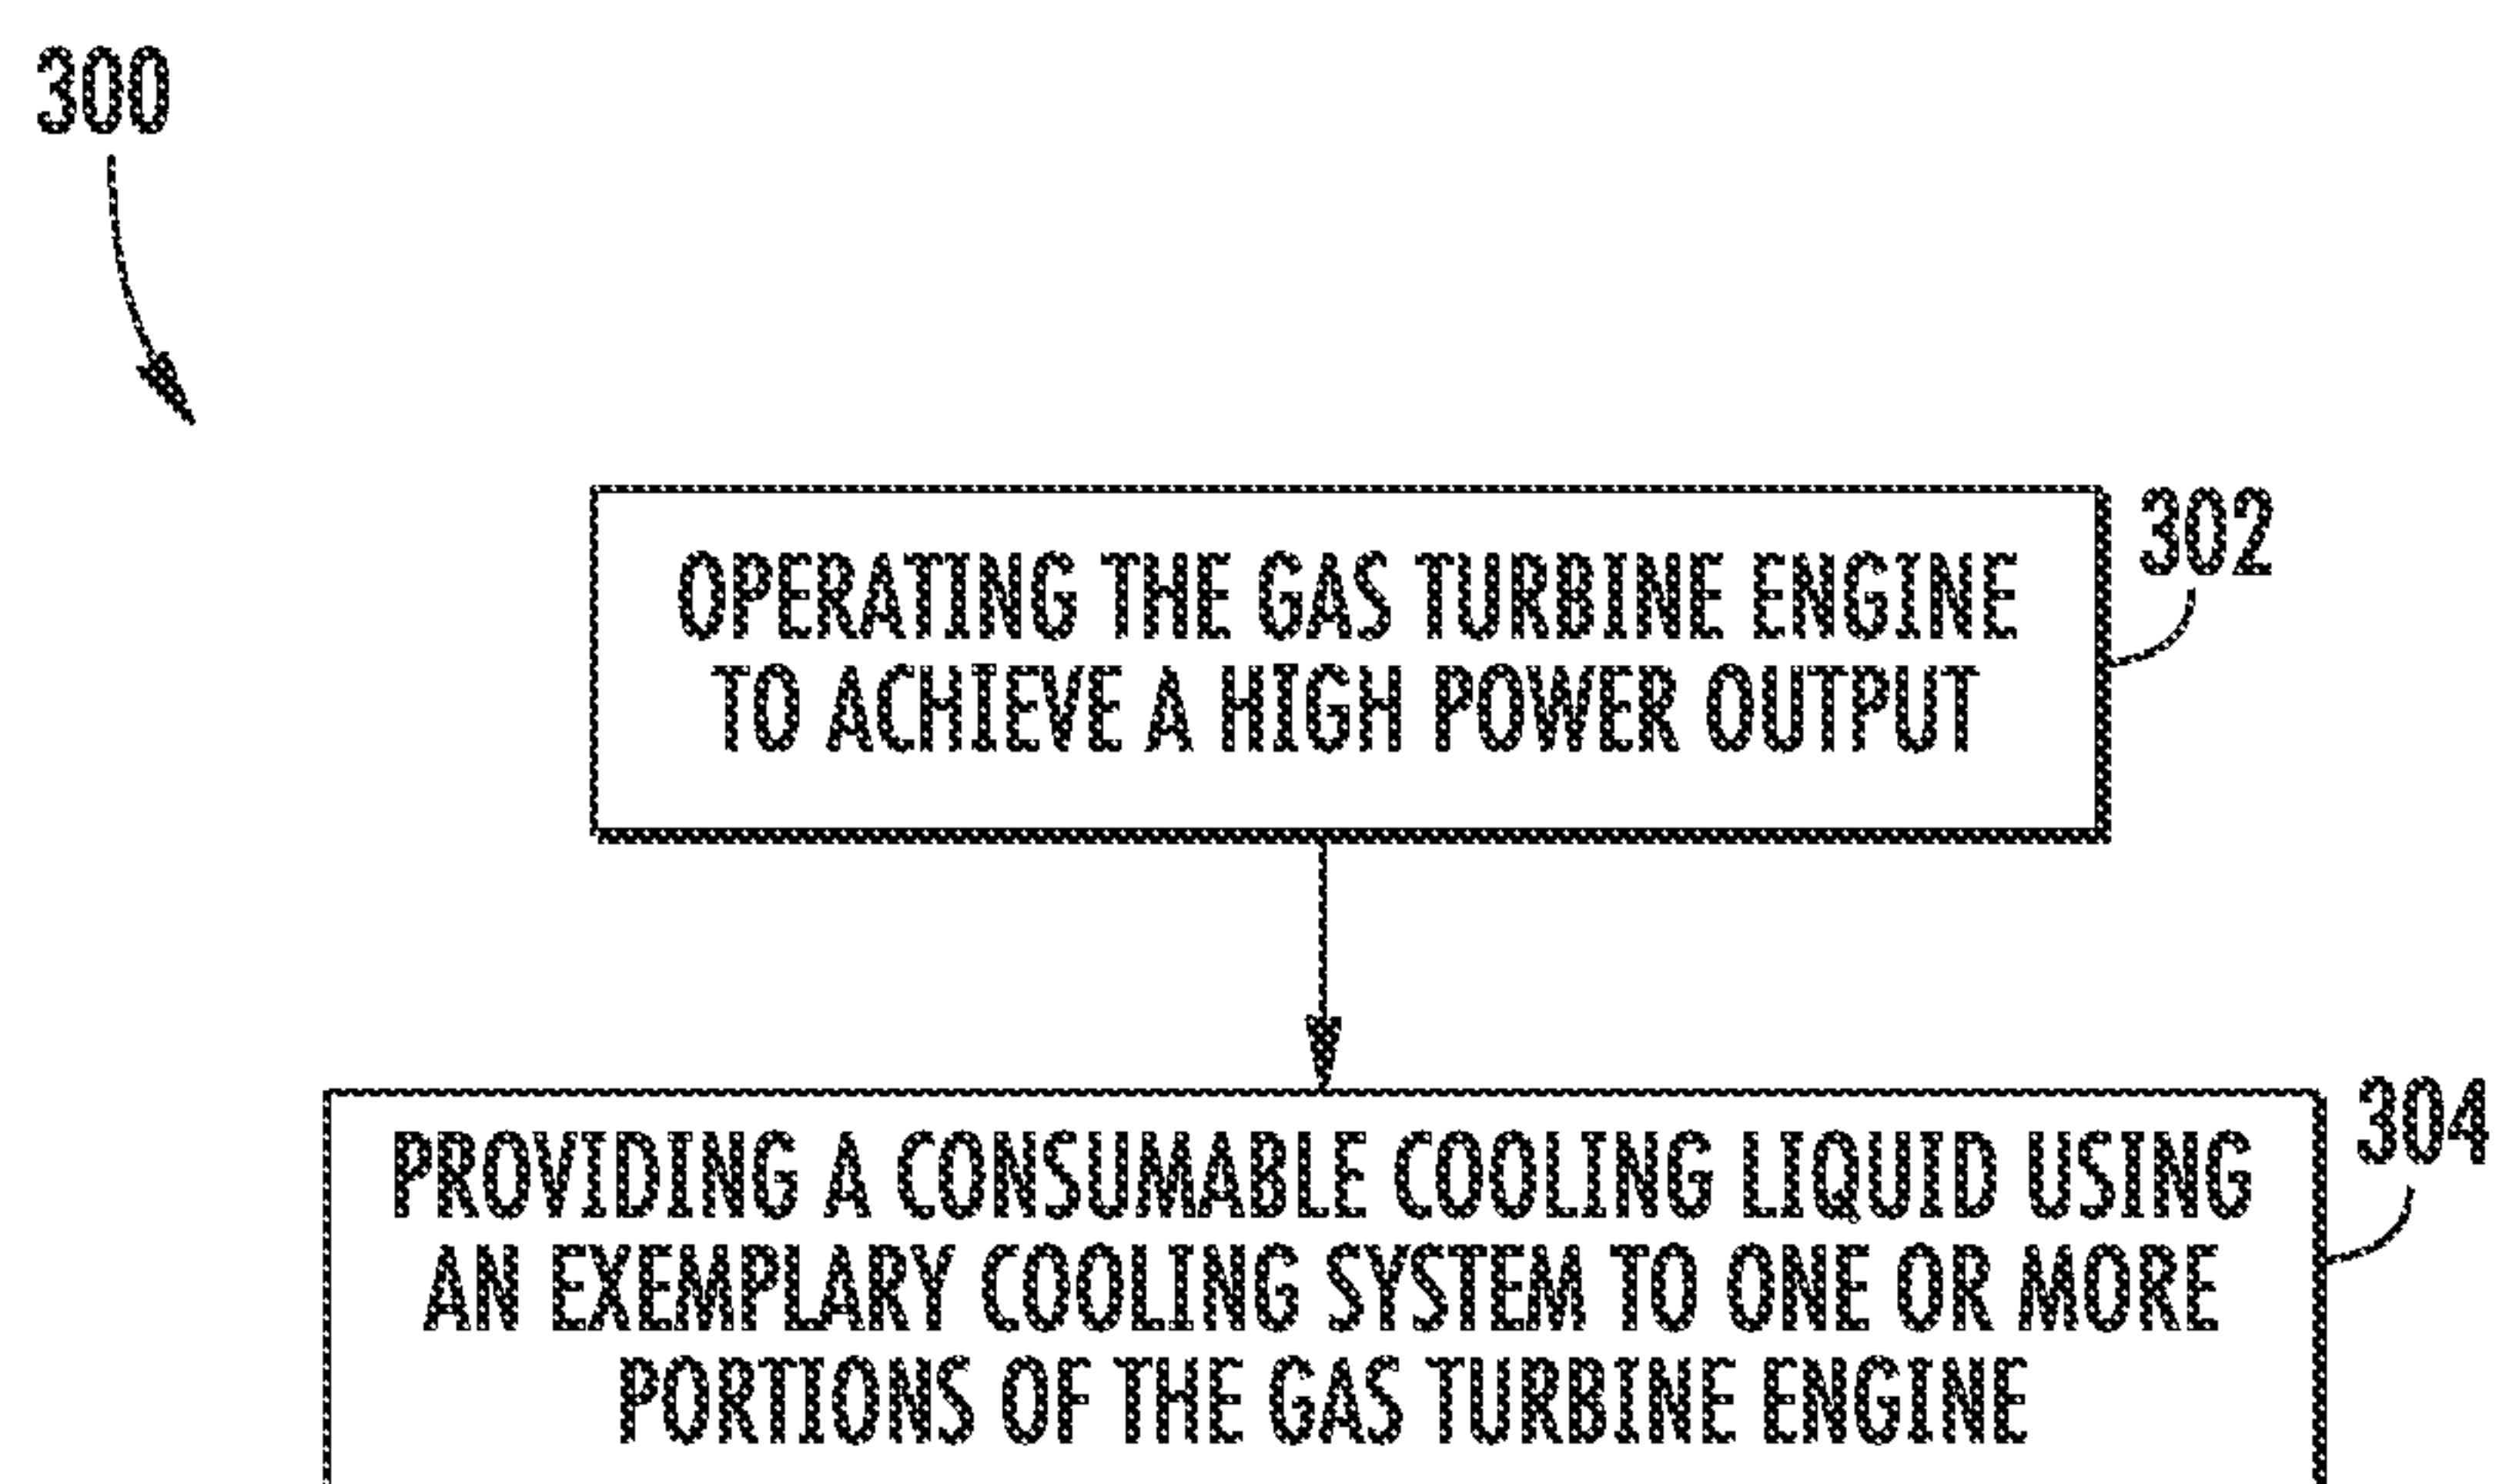 300
302
OPERATING THE GAS TURBINE ENGINE
TO ACHIEVE A HIGH POWER OUTPUT
304
PROVIDING A CONSUMABLE COOLING LIQUID USING
AN EXEMPLARY COOLING SYSTEM TO ONE OR MORE
PORTIONS OF THE GAS TURBINE ENGINE